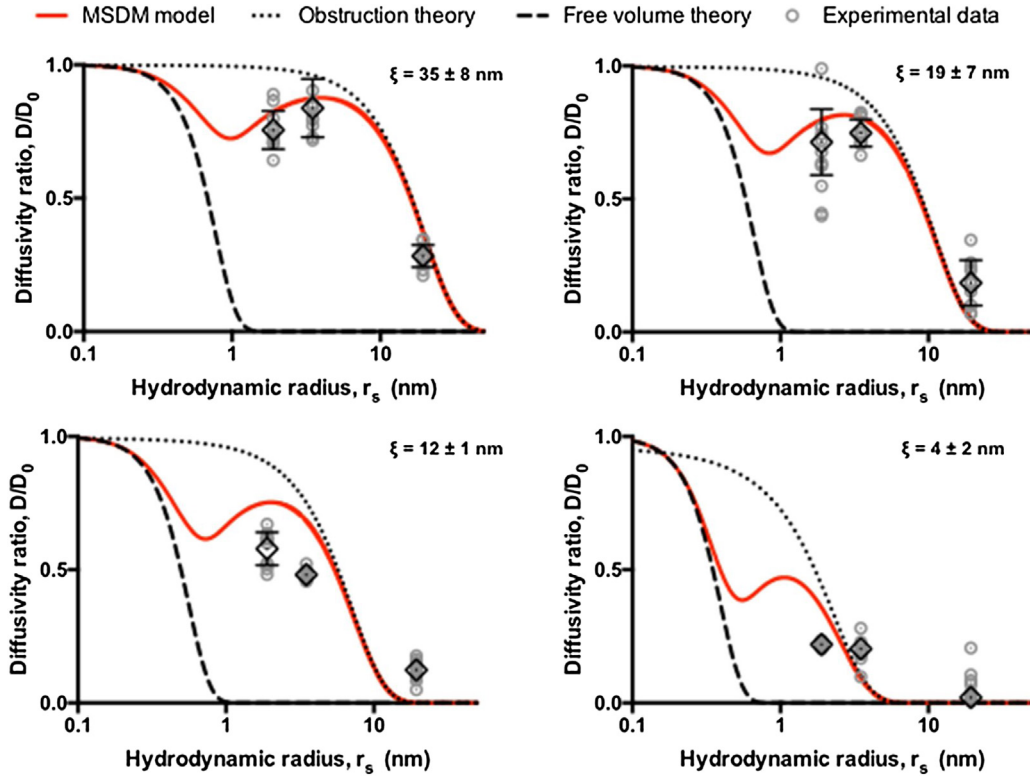 MSDM model Obstruction theory Free volume theory Experimental data
ξ = 35 ± 8 nm
Diffusivity ratio, D/D0
1.0
0.5
0.0
0.1 1 10
Hydrodynamic radius, rs (nm)
ξ = 19 ± 7 nm
Diffusivity ratio, D/D0
1.0
0.5
0.0
0.1 1 10
Hydrodynamic radius, rs (nm)
ξ = 12 ± 1 nm
Diffusivity ratio, D/D0
1.0
0.5
0.0
0.1 1 10
Hydrodynamic radius, rs (nm)
ξ = 4 ± 2 nm
Diffusivity ratio, D/D0
1.0
0.5
0.0
0.1 1 10
Hydrodynamic radius, rs (nm)